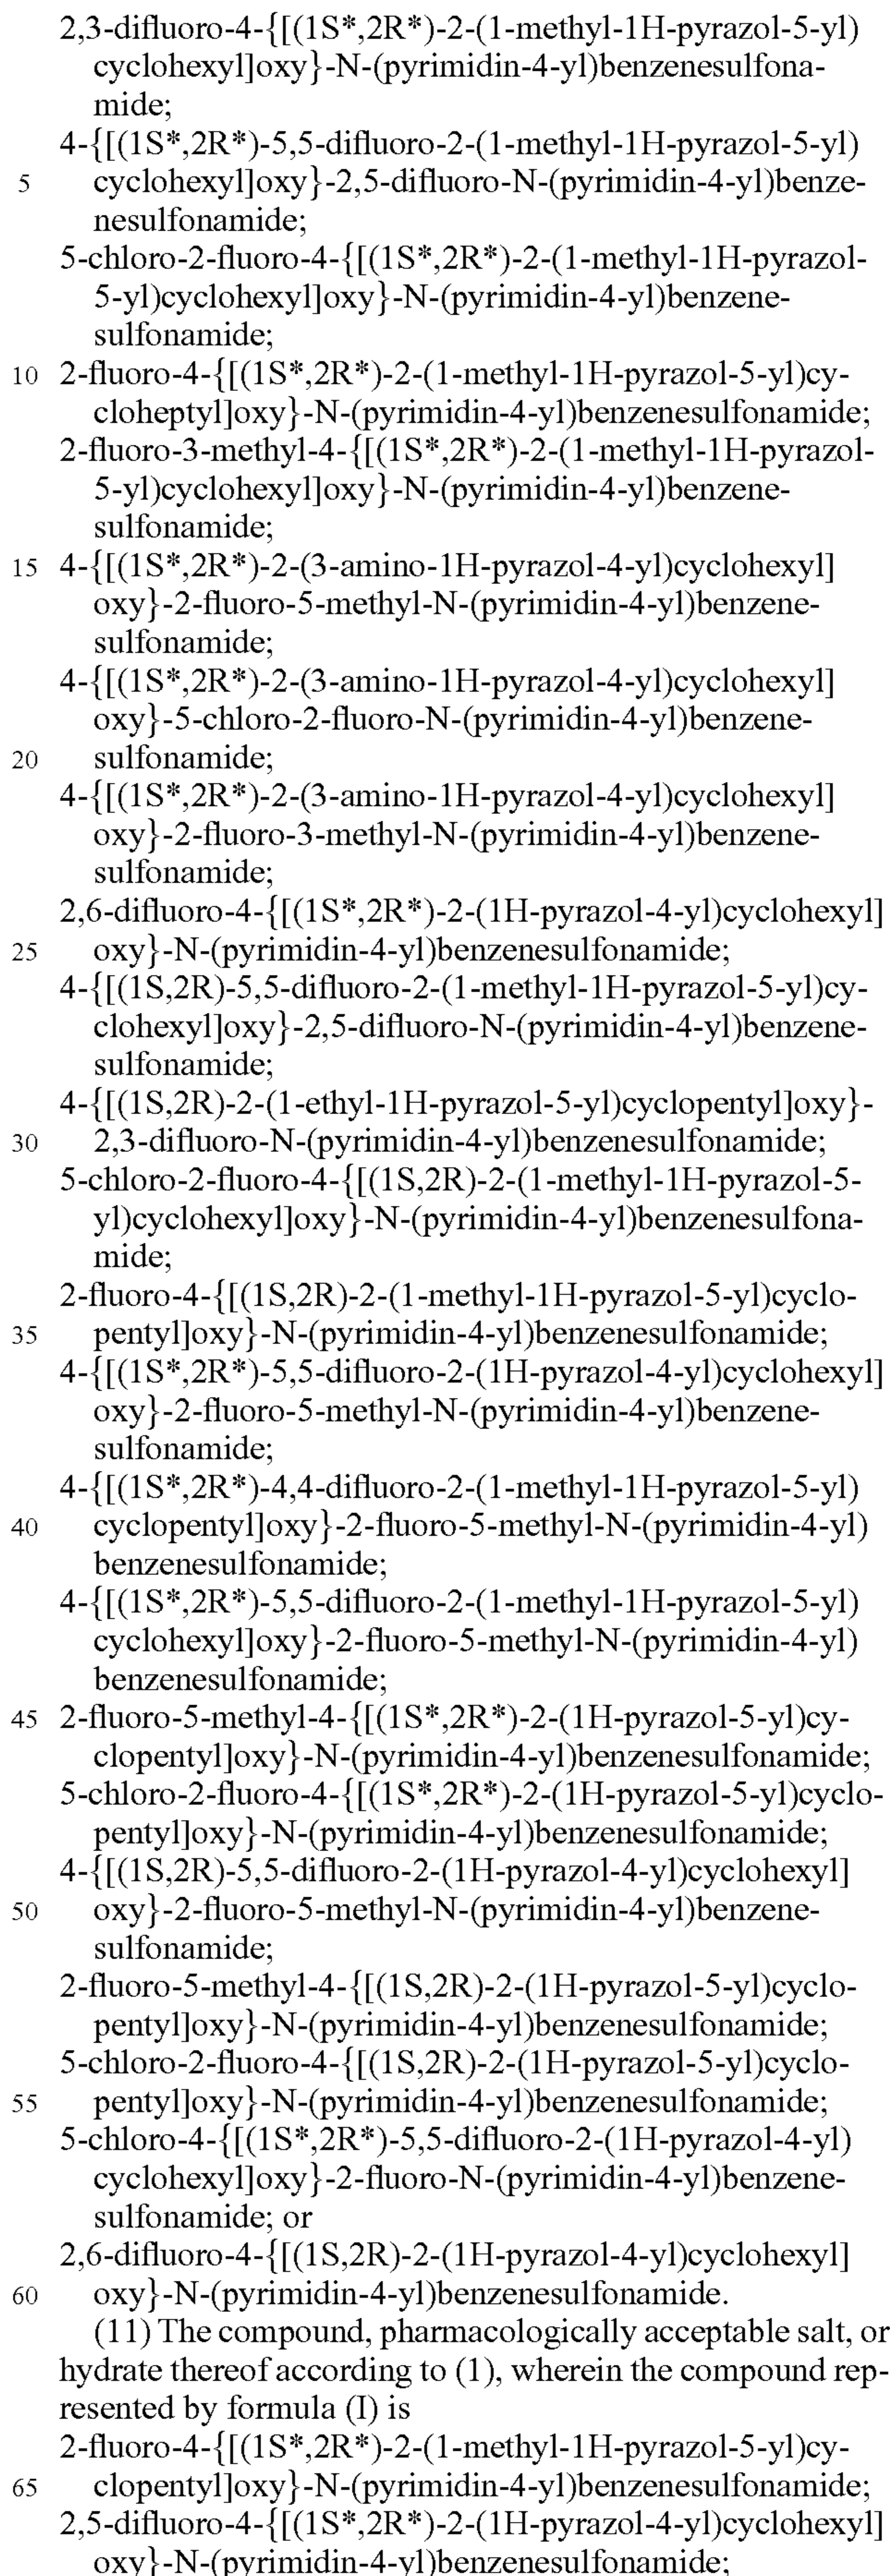 2,3-difluoro-4-{[(1S*,2R*)-2-(1-methyl-1H-pyrazol-5-yl)
cyclohexyl]oxy}-N-(pyrimidin-4-yl)benzenesulfona-
mide;
4-{[(1S*,2R*)-5,5-difluoro-2-(1-methyl-1H-pyrazol-5-yl)
5 cyclohexyl]oxy}-2,5-difluoro-N-(pyrimidin-4-yl)benze-
nesulfonamide;
5-chloro-2-fluoro-4-{[(1S*,2R*)-2-(1-methyl-1H-pyrazol-
5-yl)cyclohexyl]oxy}-N-(pyrimidin-4-yl)benzene-
sulfonamide;
10 2-fluoro-4-{[(1S*,2R*)-2-(1-methyl-1H-pyrazol-5-yl)cy-
cloheptyl]oxy}-N-(pyrimidin-4-yl)benzenesulfonamide;
2-fluoro-3-methyl-4-{[(1S*,2R*)-2-(1-methyl-1H-pyrazol-
5-yl)cyclohexyl]oxy}-N-(pyrimidin-4-yl)benzene-
sulfonamide;
15 4-{[(1S*,2R*)-2-(3-amino-1H-pyrazol-4-yl)cyclohexyl]
oxy}-2-fluoro-5-methyl-N-(pyrimidin-4-yl)benzene-
sulfonamide;
4-{[(1S*,2R*)-2-(3-amino-1H-pyrazol-4-yl)cyclohexyl]
oxy}-5-chloro-2-fluoro-N-(pyrimidin-4-yl)benzene-
20 sulfonamide;
4-{[(1S*,2R*)-2-(3-amino-1H-pyrazol-4-yl)cyclohexyl]
oxy}-2-fluoro-3-methyl-N-(pyrimidin-4-yl)benzene-
sulfonamide;
2,6-difluoro-4-{[(1S*,2R*)-2-(1H-pyrazol-4-yl)cyclohexyl]
25 oxy}-N-(pyrimidin-4-yl)benzenesulfonamide;
4-{[(1S,2R)-5,5-difluoro-2-(1-methyl-1H-pyrazol-5-yl)cy-
clohexyl]oxy}-2,5-difluoro-N-(pyrimidin-4-yl)benzene-
sulfonamide;
4-{[(1S,2R)-2-(1-ethyl-1H-pyrazol-5-yl)cyclopentyl]oxy}-
30 2,3-difluoro-N-(pyrimidin-4-yl)benzenesulfonamide;
5-chloro-2-fluoro-4-{[(1S,2R)-2-(1-methyl-1H-pyrazol-5-
yl)cyclohexyl]oxy}-N-(pyrimidin-4-yl)benzenesulfona-
mide;
2-fluoro-4-{[(1S,2R)-2-(1-methyl-1H-pyrazol-5-yl)cyclo-
35 pentyl]oxy}-N-(pyrimidin-4-yl)benzenesulfonamide;
4-{[(1S*,2R*)-5,5-difluoro-2-(1H-pyrazol-4-yl)cyclohexyl]
oxy}-2-fluoro-5-methyl-N-(pyrimidin-4-yl)benzene-
sulfonamide;
4-{[(1S*,2R*)-4,4-difluoro-2-(1-methyl-1H-pyrazol-5-yl)
40 cyclopentyl]oxy}-2-fluoro-5-methyl-N-(pyrimidin-4-yl)
benzenesulfonamide;
4-{[(1S*,2R*)-5,5-difluoro-2-(1-methyl-1H-pyrazol-5-yl)
cyclohexyl]oxy}-2-fluoro-5-methyl-N-(pyrimidin-4-yl)
benzenesulfonamide;
45 2-fluoro-5-methyl-4-{[(1S*,2R*)-2-(1H-pyrazol-5-yl)cy-
clopentyl]oxy}-N-(pyrimidin-4-yl)benzenesulfonamide;
5-chloro-2-fluoro-4-{[(1S*,2R*)-2-(1H-pyrazol-5-yl)cyclo-
pentyl]oxy}-N-(pyrimidin-4-yl)benzenesulfonamide;
4-{[(1S,2R)-5,5-difluoro-2-(1H-pyrazol-4-yl)cyclohexyl]
50 oxy}-2-fluoro-5-methyl-N-(pyrimidin-4-yl)benzene-
sulfonamide;
2-fluoro-5-methyl-4-{[(1S,2R)-2-(1H-pyrazol-5-yl)cyclo-
pentyl]oxy}-N-(pyrimidin-4-yl)benzenesulfonamide;
5-chloro-2-fluoro-4-{[(1S,2R)-2-(1H-pyrazol-5-yl)cyclo-
55 pentyl]oxy}-N-(pyrimidin-4-yl)benzenesulfonamide;
5-chloro-4-{[(1S*,2R*)-5,5-difluoro-2-(1H-pyrazol-4-yl)
cyclohexyl]oxy}-2-fluoro-N-(pyrimidin-4-yl)benzene-
sulfonamide; or
2,6-difluoro-4-{[(1S,2R)-2-(1H-pyrazol-4-yl)cyclohexyl]
60 oxy}-N-(pyrimidin-4-yl)benzenesulfonamide.
(11) The compound, pharmacologically acceptable salt, or
hydrate thereof according to (1), wherein the compound rep-
resented by formula (I) is
2-fluoro-4-{[(1S*,2R*)-2-(1-methyl-1H-pyrazol-5-yl)cy-
65 clopentyl]oxy}-N-(pyrimidin-4-yl)benzenesulfonamide;
2,5-difluoro-4-{[(1S*,2R*)-2-(1H-pyrazol-4-yl)cyclohexyl]
oxy}-N-(pyrimidin-4-yl)benzenesulfonamide;